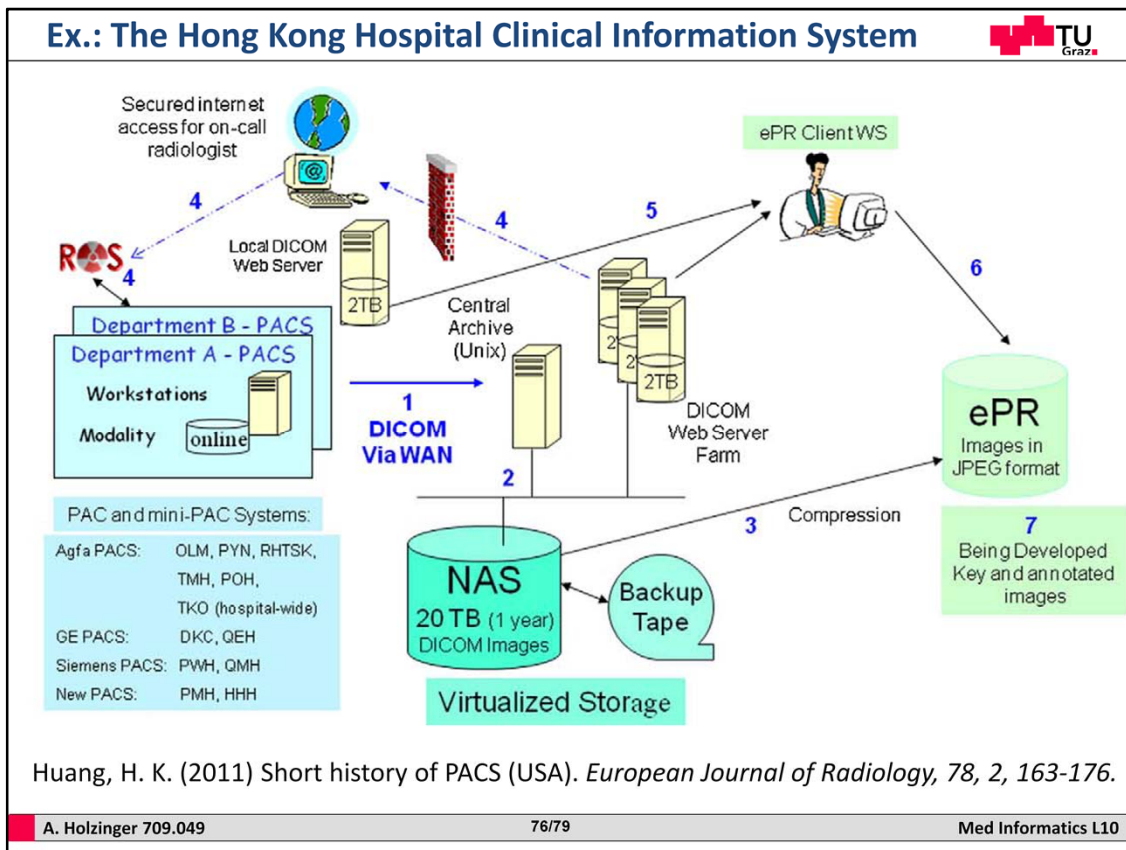 Ex.: The Hong Kong Hospital Clinical Information System
TU
Graz
Secured internet
access for on-call
radiologist
@
ePR Client WS
4
4
5
6
Local DICOM
Web Server
2TB
4
Central
Archive
(Unix)
2TB
DICOM
Web Server
Farm
Department B - PACS
Department A - PACS
Workstations
Modality
online
1
DICOM
Via WAN
2
3
Compression
ePR
Images in
JPEG format
7
Being Developed
Key and annotated
images
PAC and mini-PAC Systems:
Agfa PACS: OLM, PYN, RHTSK,
TMH, POH,
TKO (hospital-wide)
GE PACS: DKC, QEH
Siemens PACS: PWH, QMH
New PACS: PMH, HHH
NAS
20 TB (1 year)
DICOM Images
Backup
Tape
Virtualized Storage
Huang, H. K. (2011) Short history of PACS (USA). European Journal of Radiology, 78, 2, 163-176.
A. Holzinger 709.049 76/79 Med Informatics L10